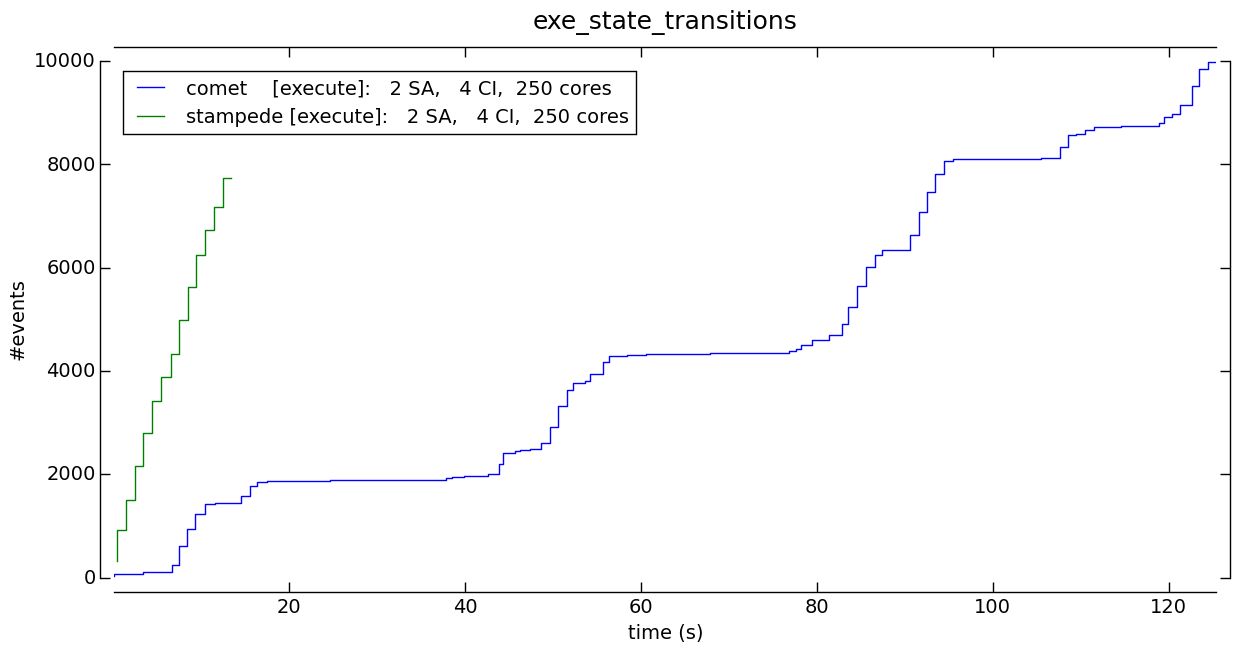 exe_state_transitions
10000
8000
6000
4000
2000
0
#events
comet    [execute]:   2 SA,   4 CI,  250 cores
stampede [execute]:   2 SA,   4 CI,  250 cores
20 40 60 80 100 120
time (s)